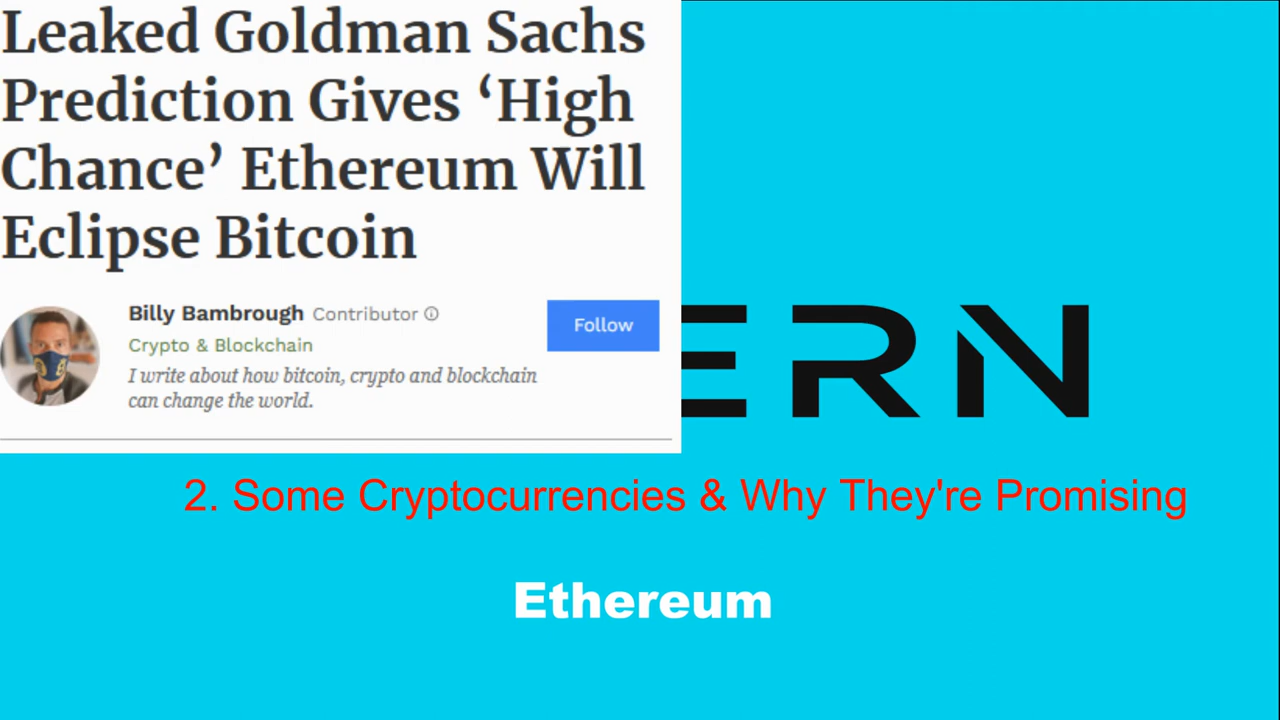 Leaked Goldman Sachs
Prediction Gives ‘High
Chance’ Ethereum Will
Eclipse Bitcoin
Billy Bambrough Contributor
Crypto & Blockchain
I write about how bitcoin, crypto and blockchain
can change the world.
Follow
ERN
2. Some Cryptocurrencies & Why They're Promising
Ethereum